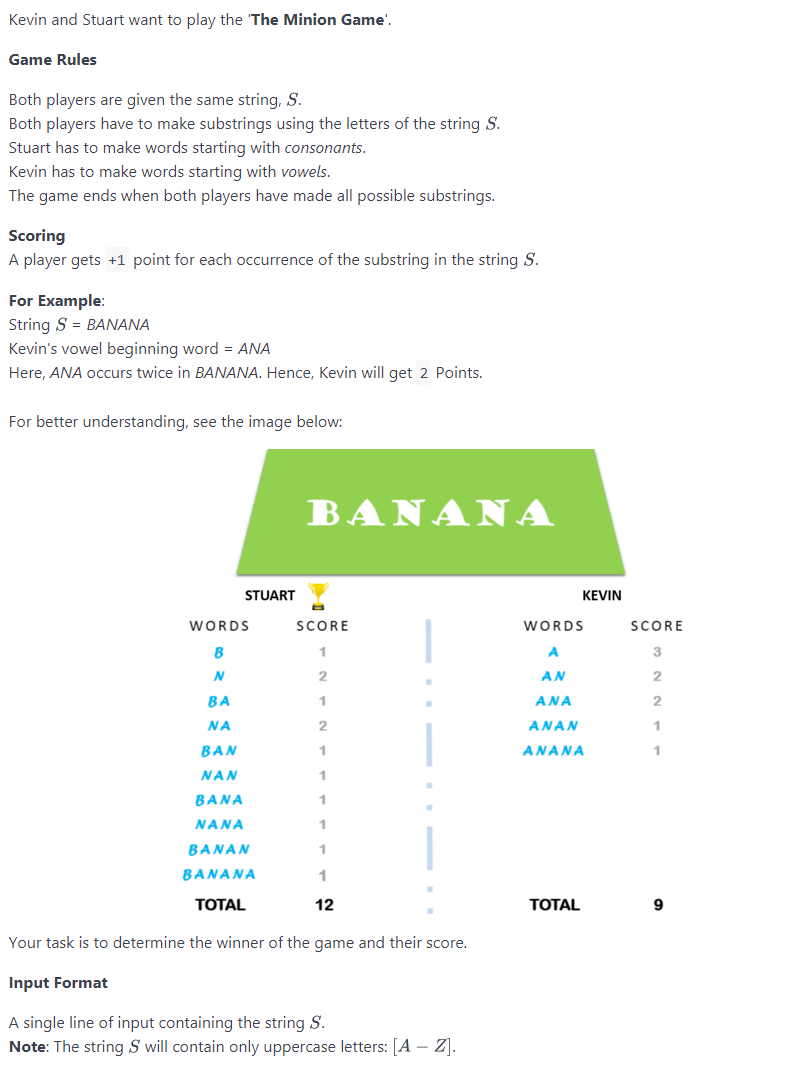 Kevin and Stuart want to play the 'The Minion Game'.
Game Rules
Both players are given the same string, S.
Both players have to make substrings using the letters of the string S.
Stuart has to make words starting with consonants.
Kevin has to make words starting with vowels.
The game ends when both players have made all possible substrings.
Scoring
A player gets +1 point for each occurrence of the substring in the string S.
For Example:
String S = BANANA
Kevin's vowel beginning word = ANA
Here, ANA occurs twice in BANANA. Hence, Kevin will get 2 Points.
For better understanding, see the image below:
BANANA
STUART KEVIN
WORDS SCORE WORDS SCORE
B 1 A 3
N 2 AN 2
BA 1 ANA 2
NA 2 ANAN 1
BAN 1 ANANA 1
NAN 1
BANA 1
NANA 1
BANAN 1
BANANA 1
TOTAL 12 TOTAL 9
Your task is to determine the winner of the game and their score.
Input Format
A single line of input containing the string S.
Note: The string S will contain only uppercase letters: [A − Z].